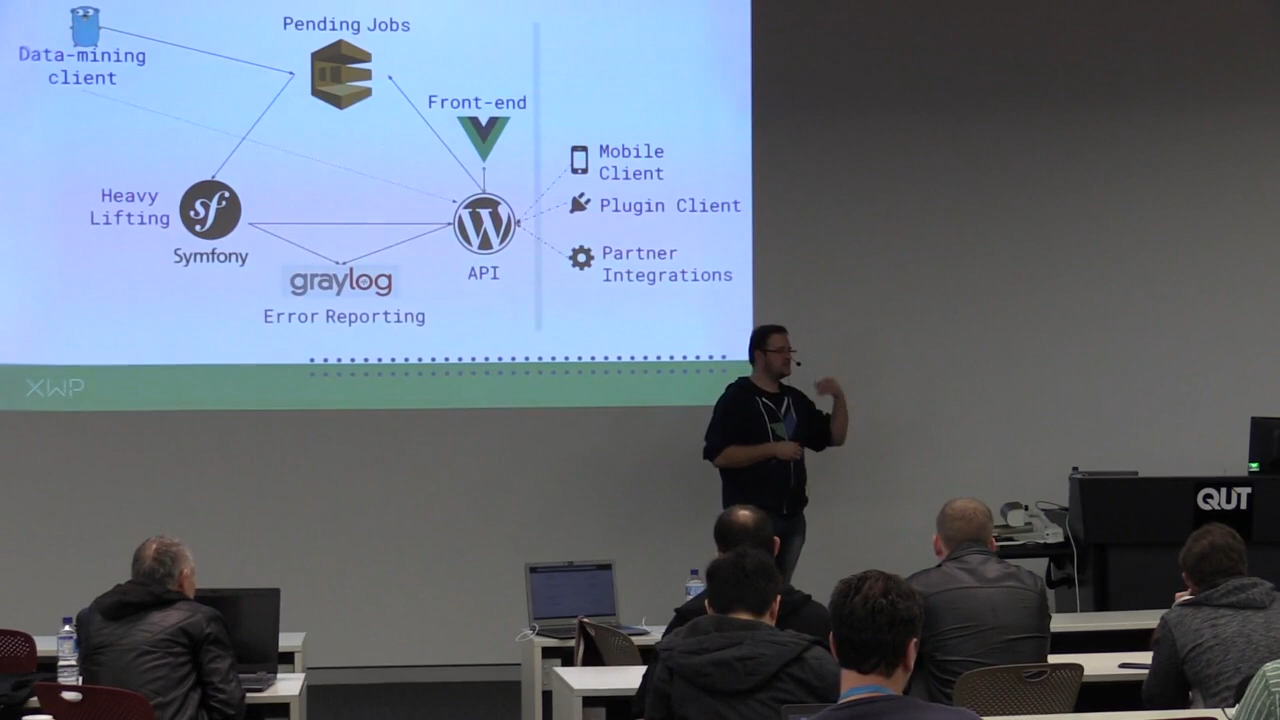 Pending Jobs
Data-mining
client
Front-end
Mobile
Client
Plugin Client
Heavy
Lifting
sf
Symfony
W
API
Partner
Integrations
graylog
Error Reporting
XWP
QUT